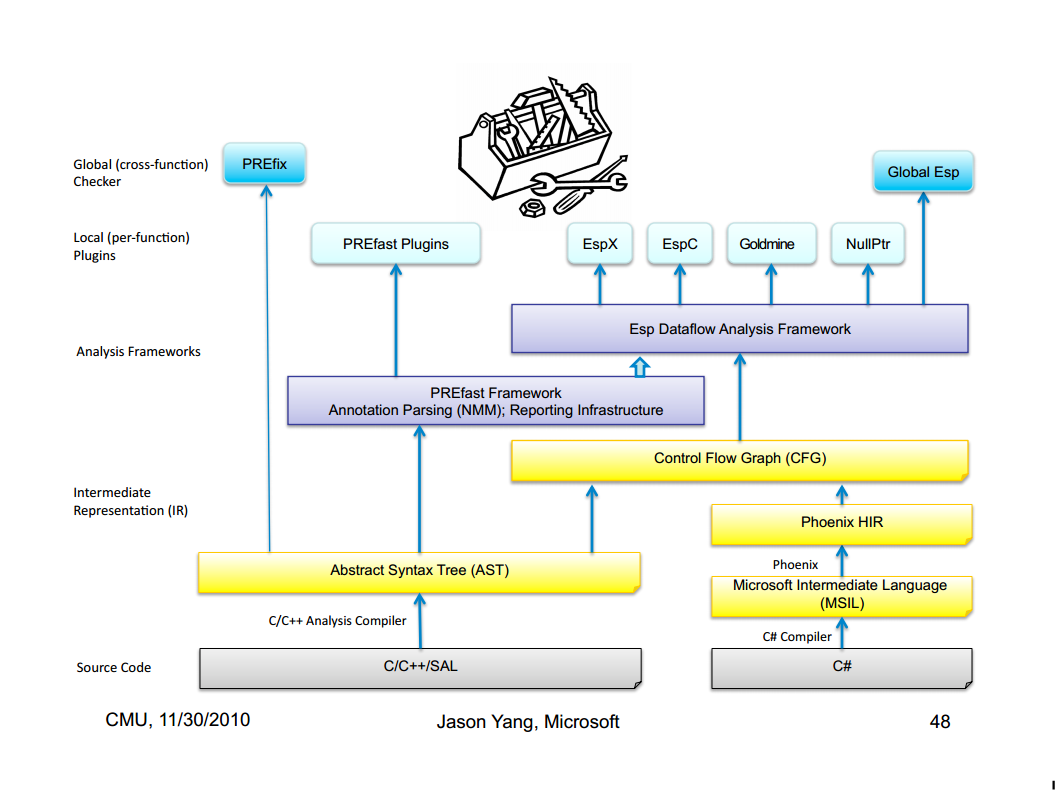 Global (cross-function)
Checker
PREfix
Global Esp
Local (per-function)
Plugins
PREfast Plugins
EspX
EspC
Goldmine
NullPtr
Esp Dataflow Analysis Framework
Analysis Frameworks
PREfast Framework
Annotation Parsing (NMM); Reporting Infrastructure
Control Flow Graph (CFG)
Intermediate
Representation (IR)
Phoenix HIR
Phoenix
Abstract Syntax Tree (AST)
Microsoft Intermediate Language
(MSIL)
C/C++ Analysis Compiler
C# Compiler
Source Code
C/C++/SAL
C#
CMU, 11/30/2010
Jason Yang, Microsoft
48